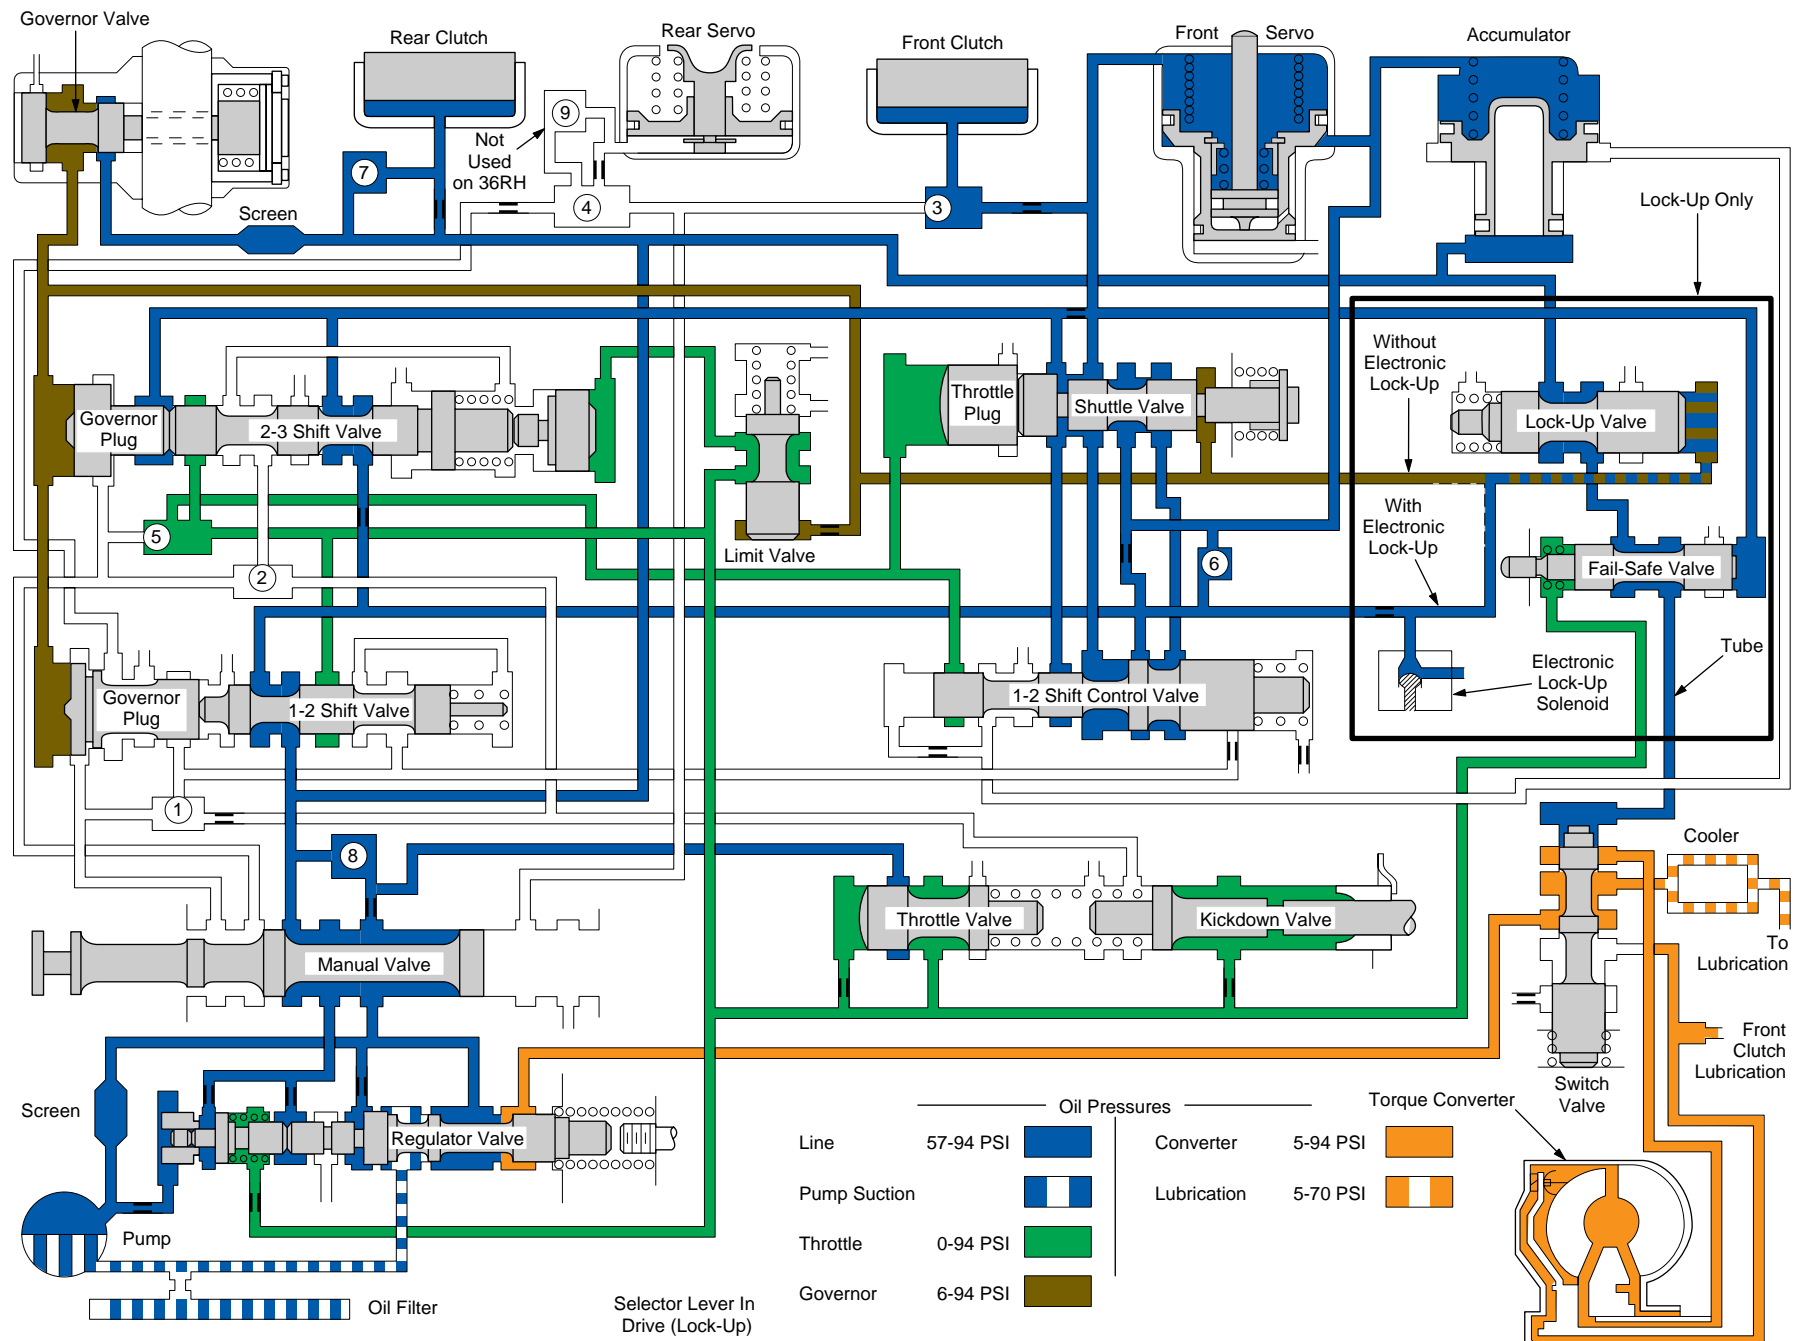 Governor Valve
Rear Clutch
Rear Servo
Front Clutch
Front Servo
Accumulator
9
Not
Used
on 36RH
7
4
3
Screen
Lock-Up Only
Without
Electronic
Lock-Up
Governor
Plug
2-3 Shift Valve
Throttle
Plug
Shuttle Valve
Lock-Up Valve
With
Electronic
Lock-Up
5
Limit Valve
2
6
Fail-Safe Valve
Tube
Governor
Plug
1-2 Shift Valve
1-2 Shift Control Valve
Electronic
Lock-Up
Solenoid
1
8
Cooler
Throttle Valve
Kickdown Valve
To
Lubrication
Manual Valve
Front
Clutch
Lubrication
Switch
Valve
Screen
Regulator Valve
Oil Pressures
Torque Converter
Line 57-94 PSI
Converter 5-94 PSI
Pump Suction
Lubrication 5-70 PSI
Pump
Throttle 0-94 PSI
Governor 6-94 PSI
Oil Filter
Selector Lever In
Drive (Lock-Up)